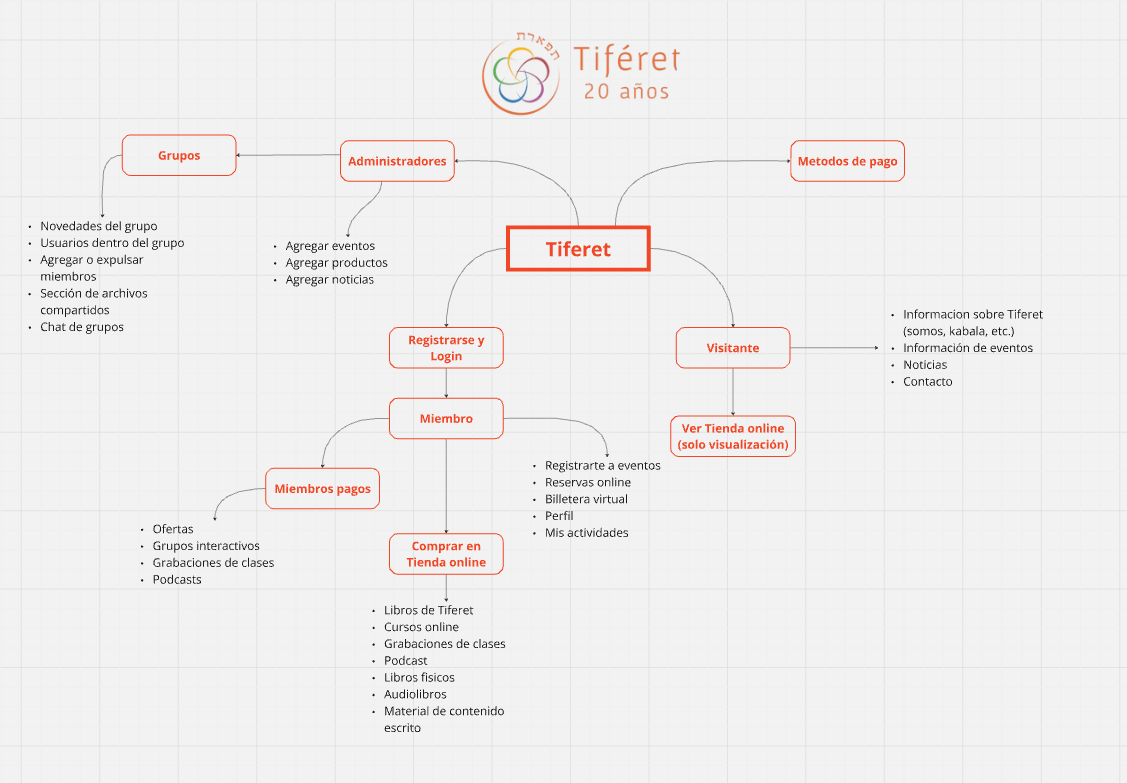 תפארת
Tiféret
20 años
Grupos
Administradores
Metodos de pago
• Novedades del grupo
• Usuarios dentro del grupo
• Agregar o expulsar
miembros
• Sección de archivos
compartidos
• Chat de grupos
• Agregar eventos
• Agregar productos
• Agregar noticias
Tiferet
Registrarse y
Login
Visitante
• Informacion sobre Tiferet
(somos, kabala, etc.)
• Información de eventos
• Noticias
• Contacto
Miembro
Ver Tienda online
(solo visualización)
Miembros pagos
• Registrarte a eventos
• Reservas online
• Billetera virtual
• Perfil
• Mis actividades
• Ofertas
• Grupos interactivos
• Grabaciones de clases
• Podcasts
Comprar en
Tienda online
• Libros de Tiferet
• Cursos online
• Grabaciones de clases
• Podcast
• Libros fisicos
• Audiolibros
• Material de contenido
escrito